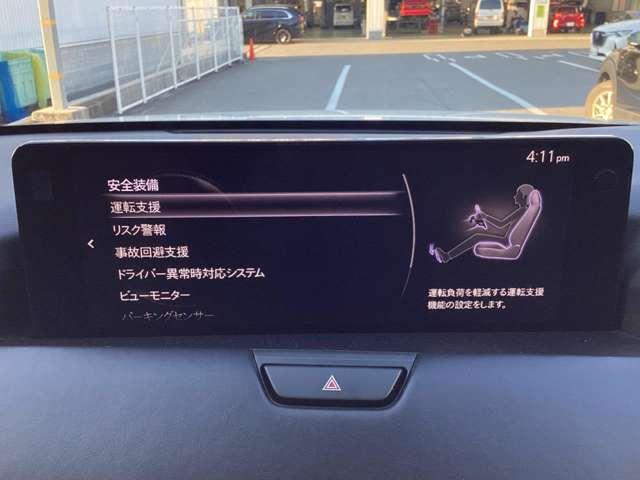 4:11pm
安全装備
運転支援
リスク警報
事故回避支援
ドライバー異常時対応システム
ビューモニター
パーキングセンサー
運転負荷を軽減する運転支援
機能の設定をします。